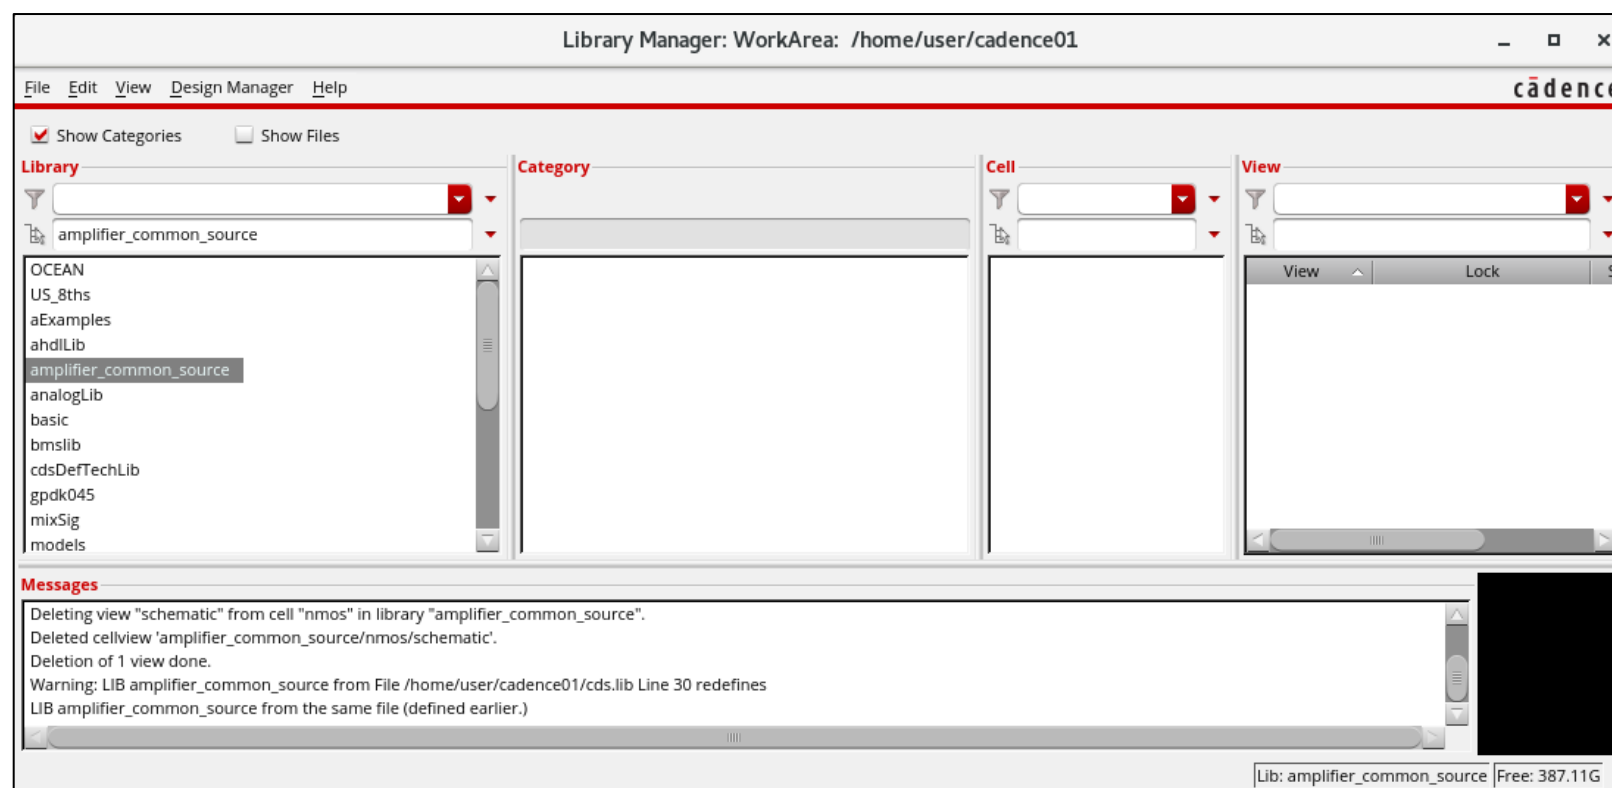 Library Manager: WorkArea: /home/user/cadence01
File Edit View Design Manager Help
cādence
Show Categories Show Files
Library Category Cell View
amplifier_common_source
View Lock S
OCEAN
US_8ths
aExamples
ahdlLib
amplifier_common_source
analogLib
basic
bmslib
cdsDefTechLib
gpdk045
mixSig
models
Messages
Deleting view "schematic" from cell "nmos" in library "amplifier_common_source".
Deleted cellview 'amplifier_common_source/nmos/schematic'.
Deletion of 1 view done.
Warning: LIB amplifier_common_source from File /home/user/cadence01/cds.lib Line 30 redefines
LIB amplifier_common_source from the same file (defined earlier.)
Lib: amplifier_common_source Free: 387.11G